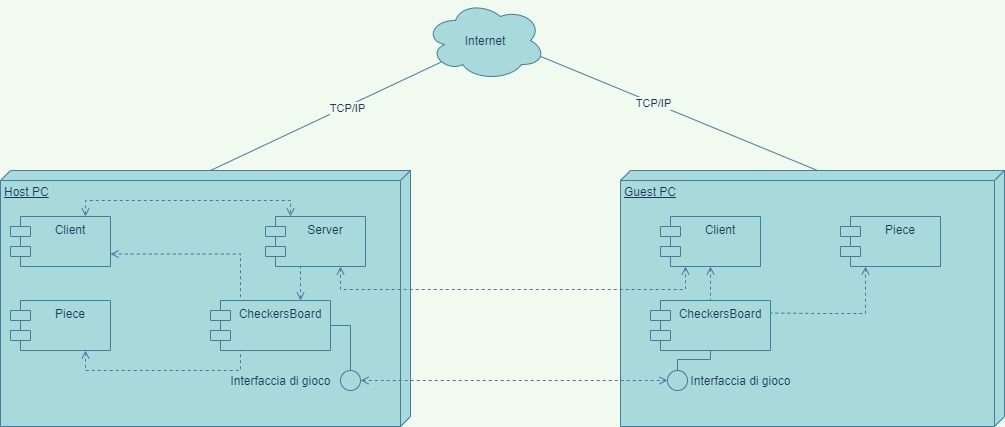 Internet
TCP/IP
TCP/IP
Host PC
Client
Server
Piece
CheckersBoard
Interfaccia di gioco
Guest PC
Client
Piece
CheckersBoard
Interfaccia di gioco